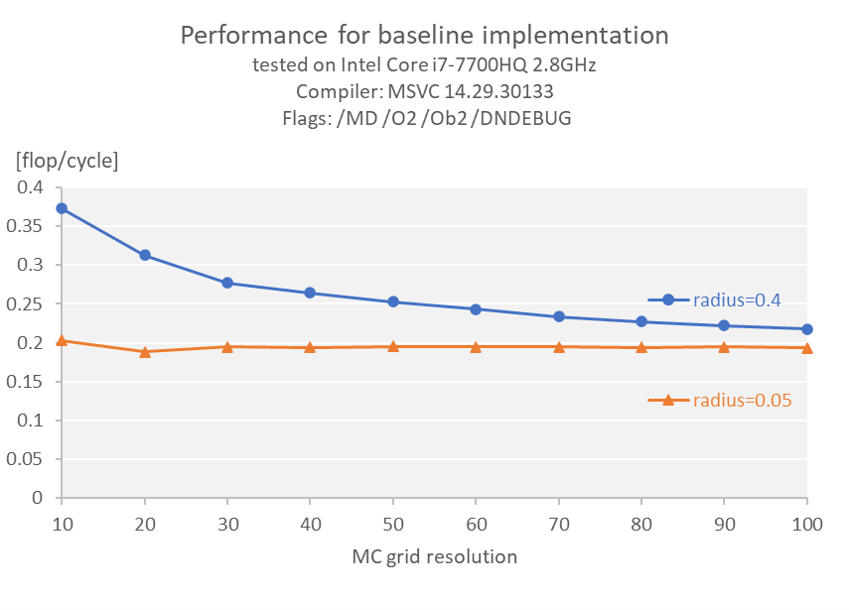 Performance for baseline implementation
tested on Intel Core i7-7700HQ 2.8GHz
Compiler: MSVC 14.29.30133
Flags: /MD /O2 /Ob2 /DNDEBUG
[flop/cycle]
0.4
0.35
0.3
0.25
0.2
0.15
0.1
0.05
0
radius=0.4
radius=0.05
10 20 30 40 50 60 70 80 90 100
MC grid resolution